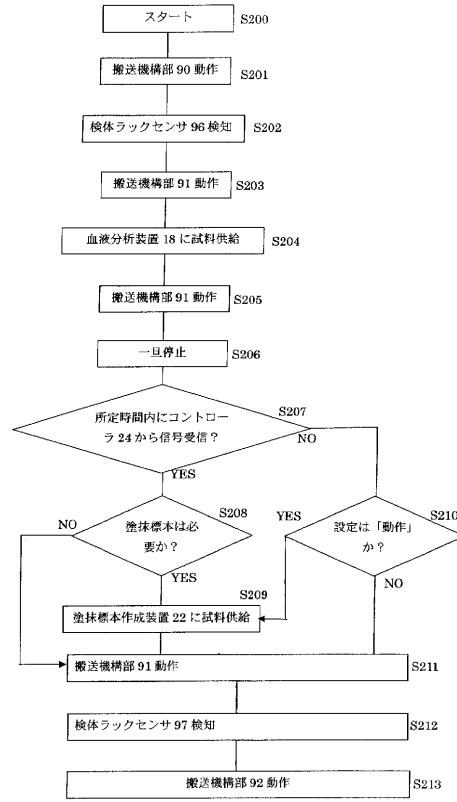 スタート
S200
搬送機構部 90 動作
S201
検体ラックセンサ 96 検知
S202
搬送機構部 91 動作
S203
血液分析装置 18 に試料供給
S204
搬送機構部 91 動作
S205
一旦停止
S206
所定時間内にコントロー
ラ 24 から信号受信？
S207
NO
YES
塗抹標本は必
要か？
S208
NO
YES
設定は「動作」
か？
S210
YES
NO
塗抹標本作成装置 22 に試料供給
S209
搬送機構部 91 動作
S211
検体ラックセンサ 97 検知
S212
搬送機構部 92 動作
S213